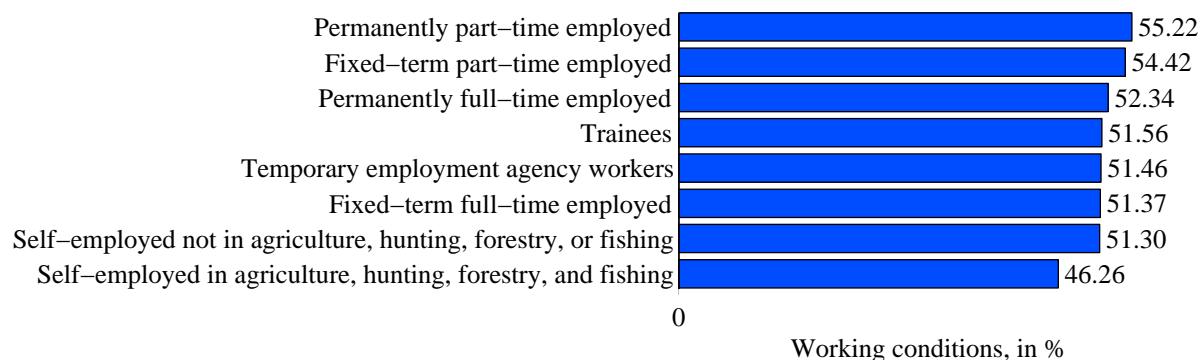 Permanently part−time employed 55.22
Fixed−term part−time employed 54.42
Permanently full−time employed 52.34
Trainees 51.56
Temporary employment agency workers 51.46
Fixed−term full−time employed 51.37
Self−employed not in agriculture, hunting, forestry, or fishing 51.30
Self−employed in agriculture, hunting, forestry, and fishing 46.26
0
Working conditions, in %